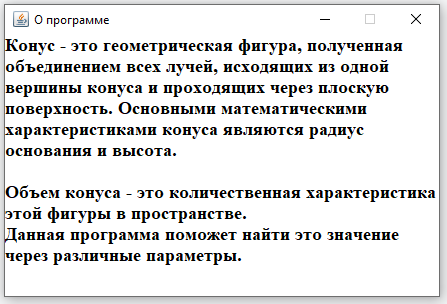 О программе
Конус - это геометрическая фигура, полученная
объединением всех лучей, исходящих из одной
вершины конуса и проходящих через плоскую
поверхность. Основными математическими
характеристиками конуса являются радиус
основания и высота.
Объем конуса - это количественная характеристика
этой фигуры в пространстве.
Данная программа поможет найти это значение
через различные параметры.